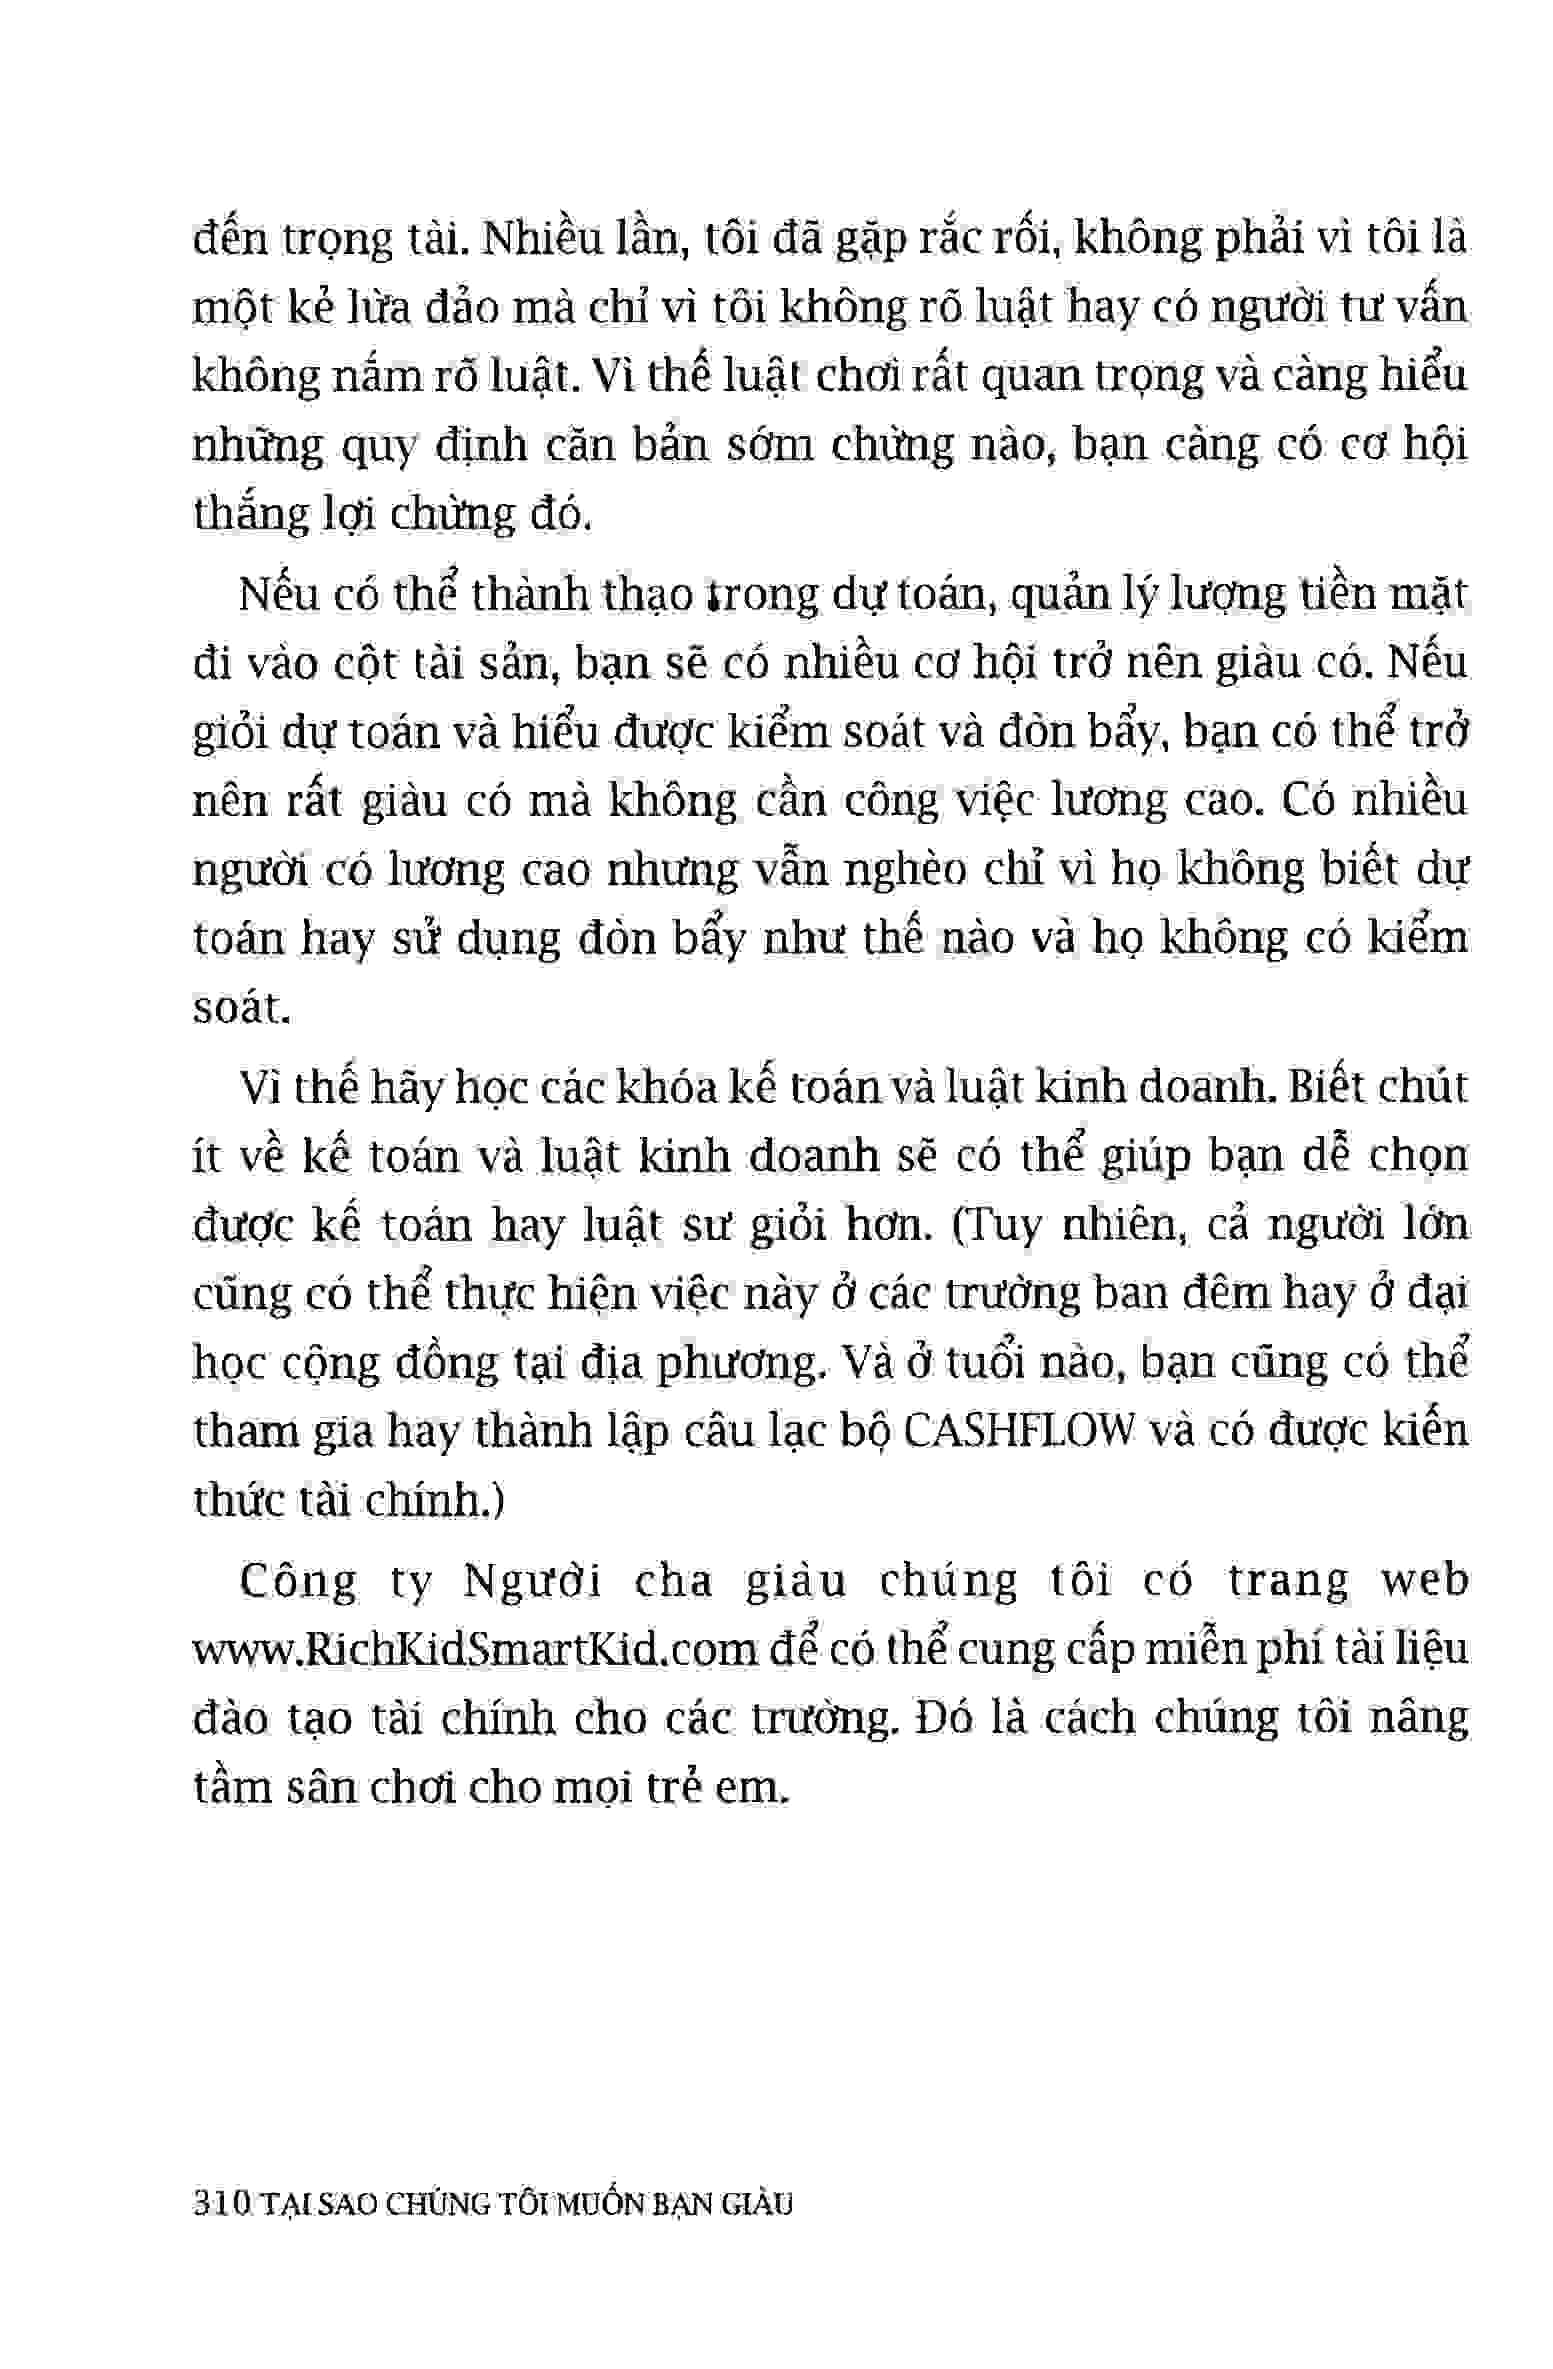 đến trọng tài. Nhiều lần, tôi đã gặp rắc rối, không phải vì tôi là
một kẻ lừa đảo mà chỉ vì tôi không rõ luật hay có người tư vấn
không nắm rõ luật. Vì thế luật chơi rất quan trọng và càng hiểu
những quy định căn bản sớm chừng nào, bạn càng có cơ hội
thắng lợi chừng đó.
Nếu có thể thành thạo trong dự toán, quản lý lượng tiền mặt
đi vào cột tài sản, bạn sẽ có nhiều cơ hội trở nên giàu có. Nếu
giỏi dự toán và hiểu được kiểm soát và đòn bẩy, bạn có thể trở
nên rất giàu có mà không cần công việc lương cao. Có nhiều
người có lương cao nhưng vẫn nghèo chỉ vì họ không biết dự
toán hay sử dụng đòn bẩy như thế nào và họ không có kiểm
soát.
Vì thế hãy học các khóa kế toán và luật kinh doanh. Biết chút
ít về kế toán và luật kinh doanh sẽ có thể giúp bạn dễ chọn
được kế toán hay luật sư giỏi hơn. (Tuy nhiên, cả người lớn
cũng có thể thực hiện việc này ở các trường ban đêm hay ở đại
học cộng đồng tại địa phương. Và ở tuổi nào, bạn cũng có thể
tham gia hay thành lập câu lạc bộ CASHFLOW và có được kiến
thức tài chính.)
Công ty Người cha giàu chúng tôi có trang web
www.RichKidSmartKid.com để có thể cung cấp miễn phí tài liệu
đào tạo tài chính cho các trường. Đó là cách chúng tôi nâng
tầm sân chơi cho mọi trẻ em.
310 TẠI SAO CHÚNG TÔI MUỐN BẠN GIÀU